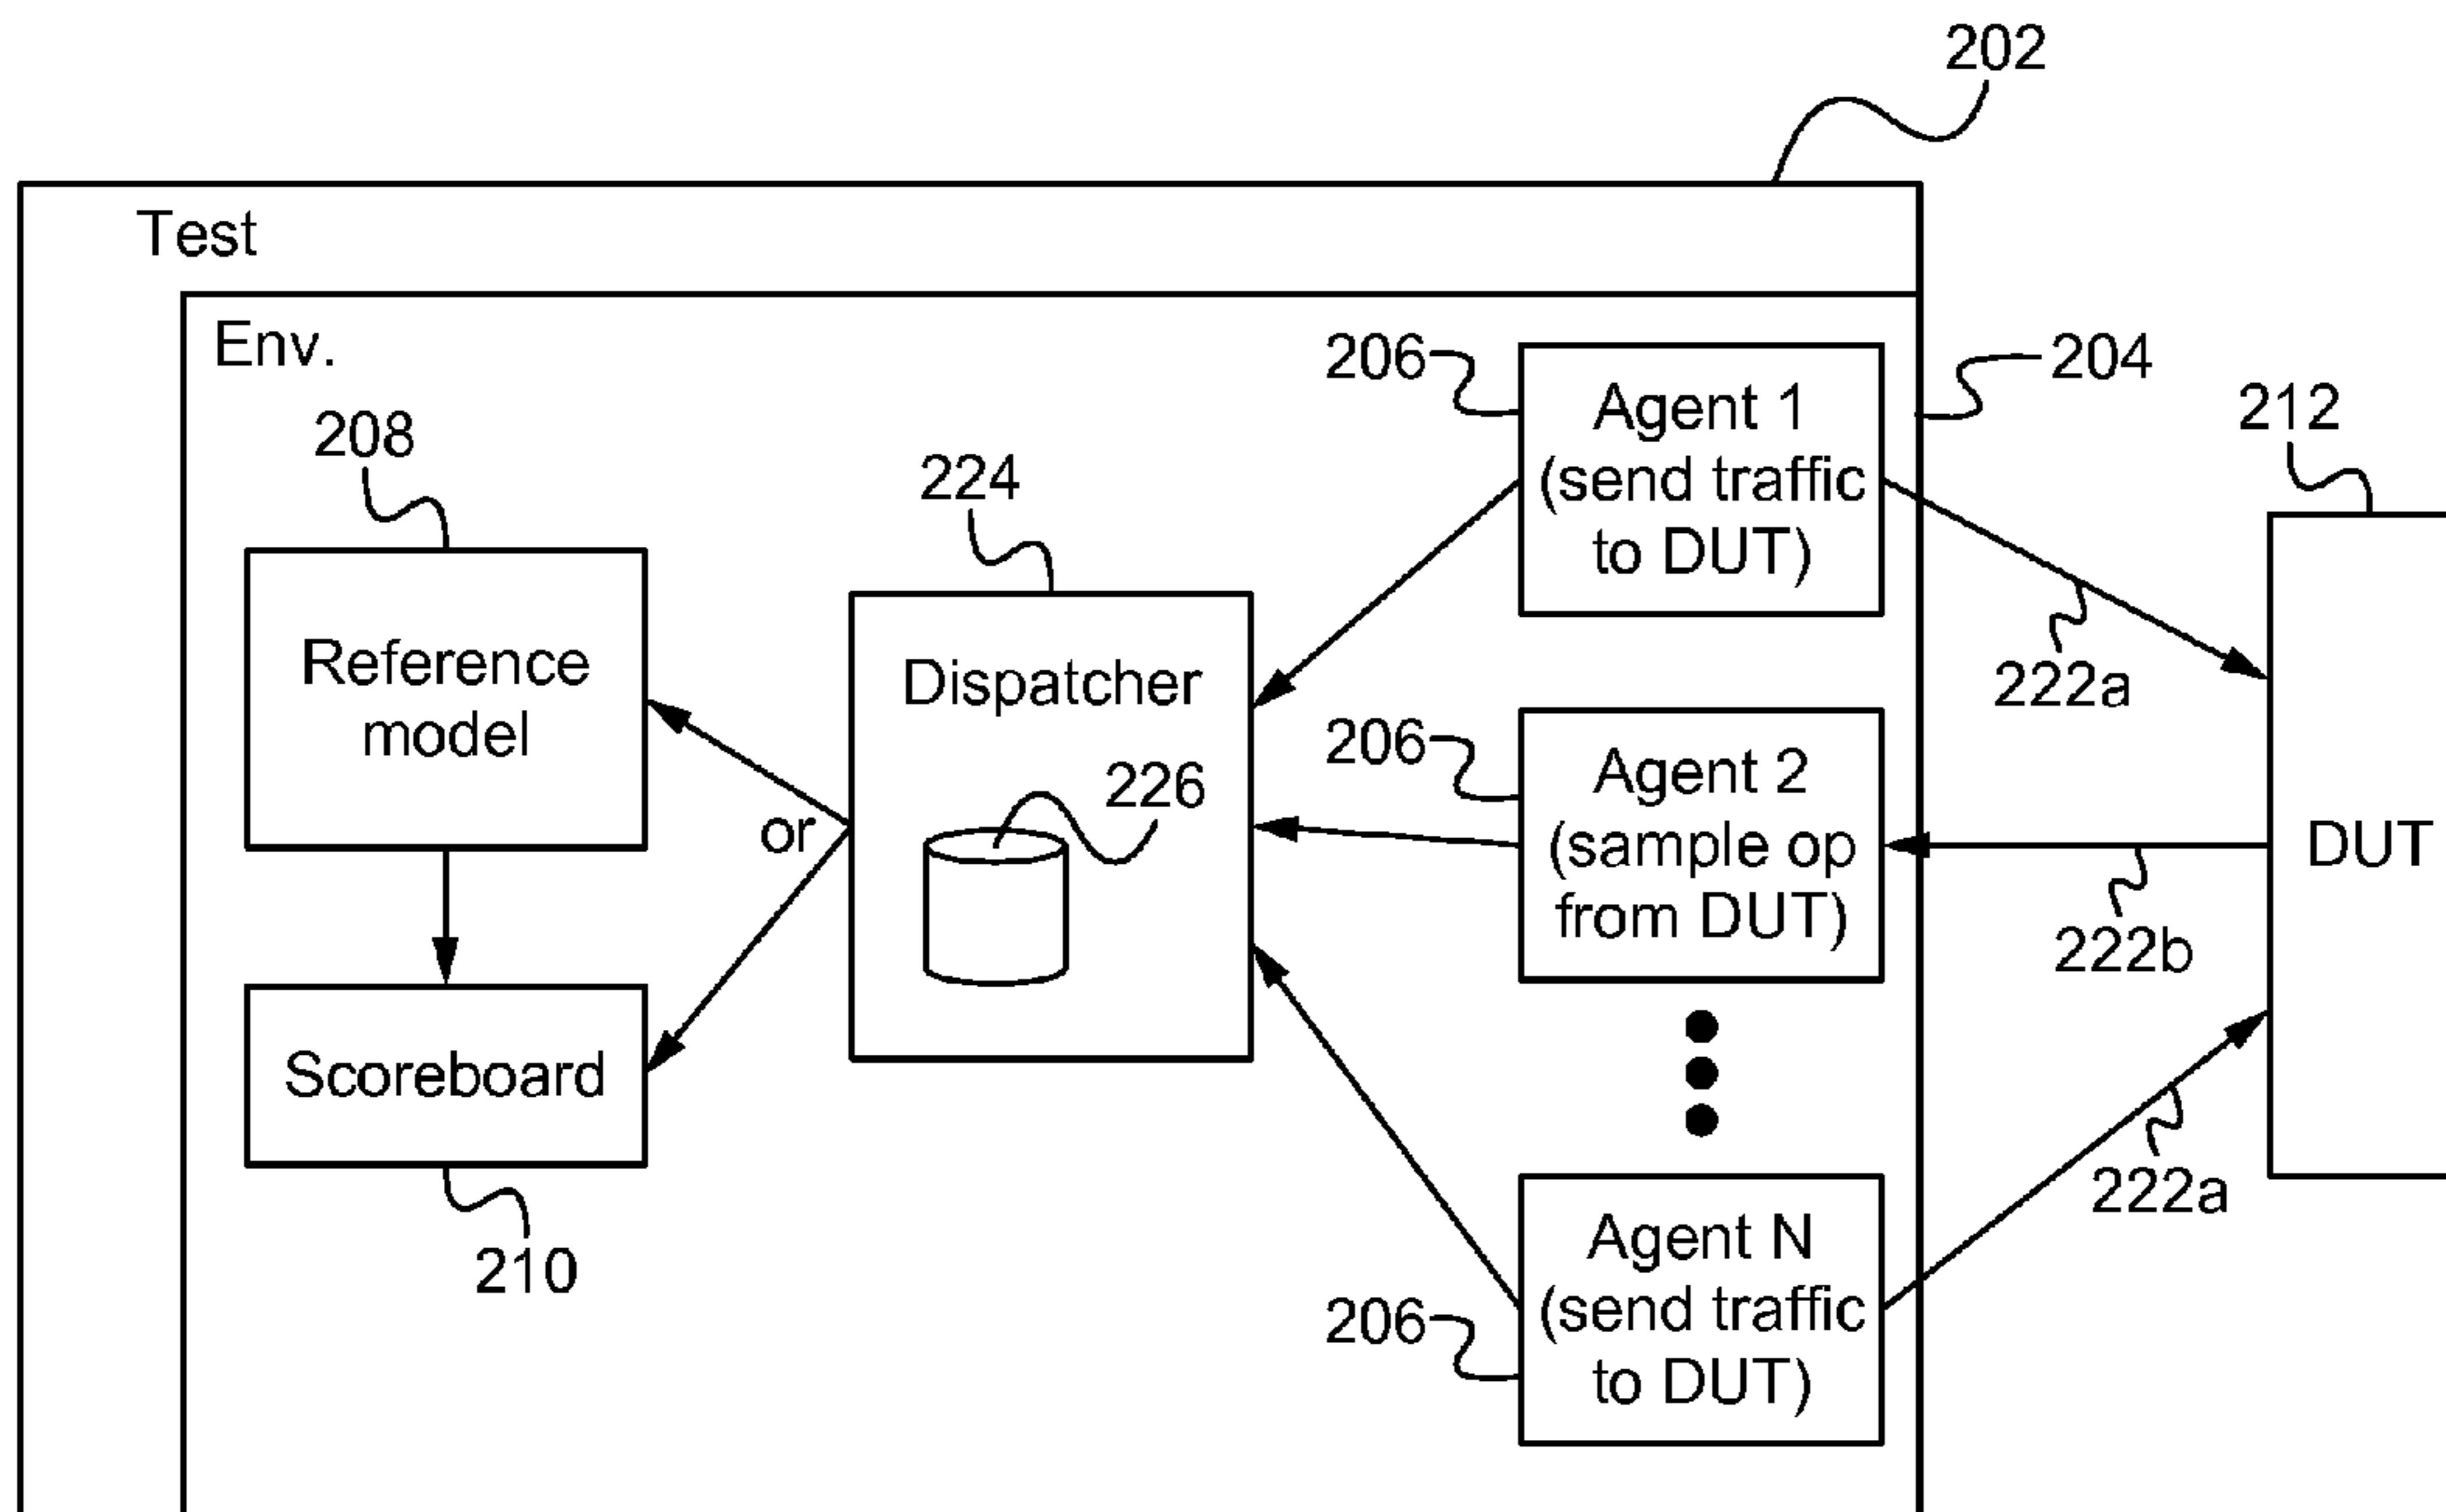 202
Test
Env.
206
Agent 1
(send traffic
to DUT)
204
212
208
224
Reference
model
Dispatcher
222a
206
Agent 2
(sample op
from DUT)
226
or
DUT
222b
Scoreboard
210
222a
206
Agent N
(send traffic
to DUT)